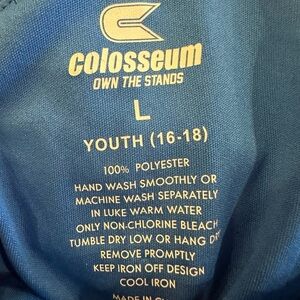 colosseum
OWN THE STANDS
L
YOUTH (16-18)
100% POLYESTER
HAND WASH SMOOTHLY OR
MACHINE WASH SEPARATELY
IN LUKE WARM WATER
ONLY NON-CHLORINE BLEACH
TUMBLE DRY LOW OR HANG DRY
REMOVE PROMPTLY
KEEP IRON OFF DESIGN
COOL IRON
MADE IN